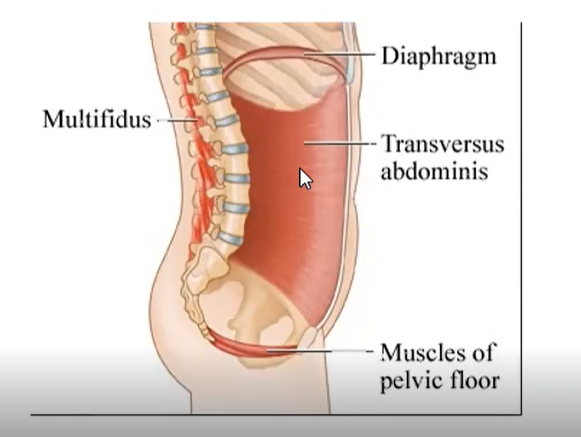 Diaphragm
Multifidus
Transversus
abdominis
Muscles of
pelvic floor